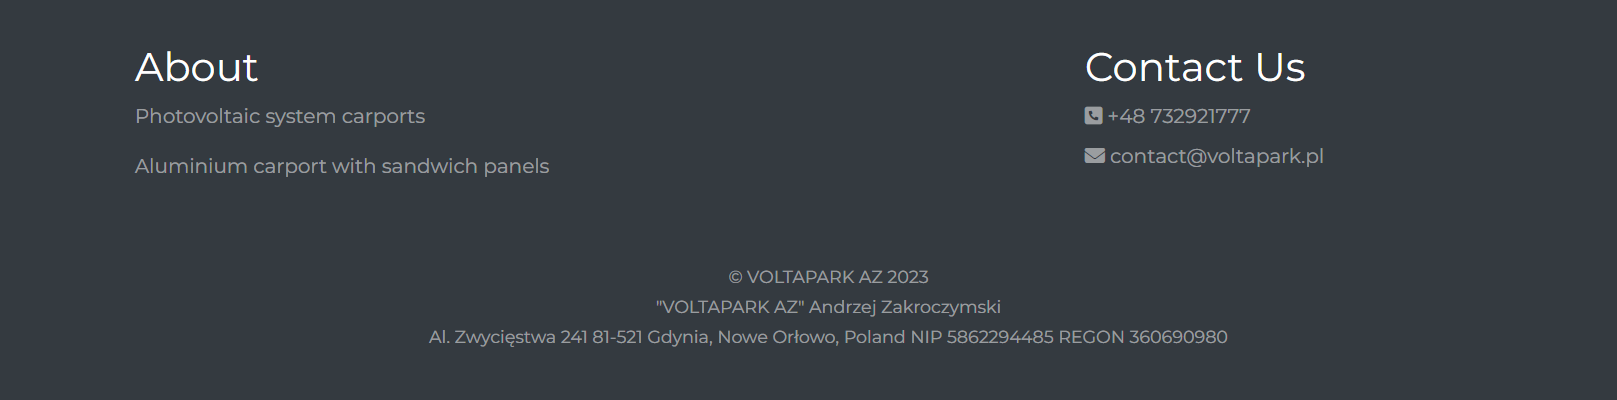 About
Photovoltaic system carports
Aluminium carport with sandwich panels
Contact Us
+48 732921777
contact@voltapark.pl
© VOLTAPARK AZ 2023
"VOLTAPARK AZ" Andrzej Zakroczymski
Al. Zwycięstwa 241 81-521 Gdynia, Nowe Orłowo, Poland NIP 5862294485 REGON 360690980